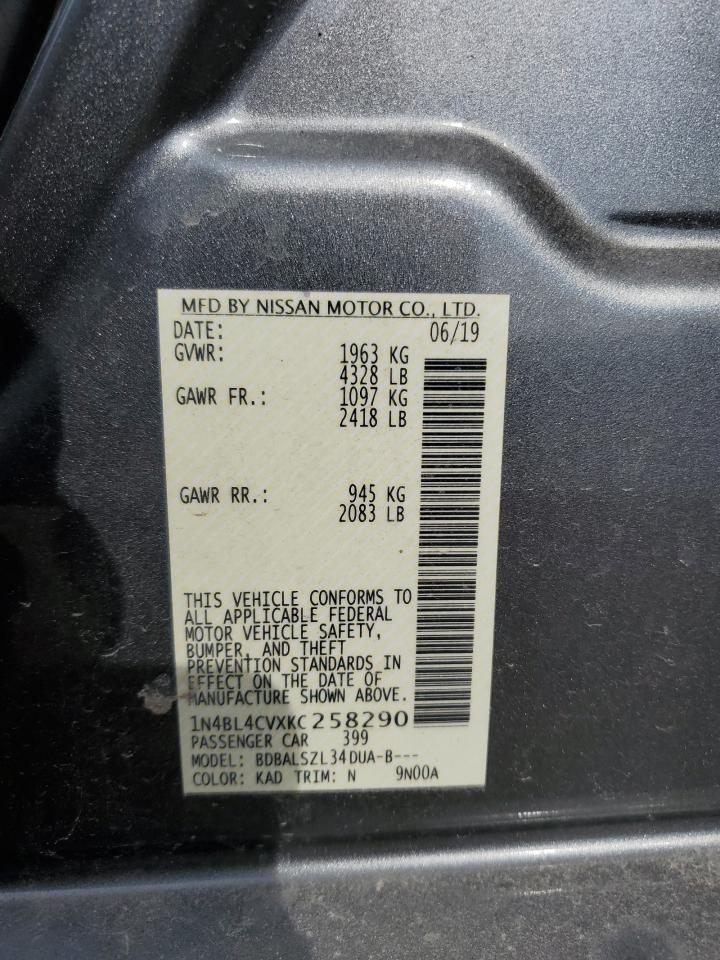 MFD BY NISSAN MOTOR CO., LTD.
DATE: 06/19
GVWR: 1963 KG
4328 LB
GAWR FR.: 1097 KG
2418 LB
GAWR RR.: 945 KG
2083 LB
THIS VEHICLE CONFORMS TO
ALL APPLICABLE FEDERAL
MOTOR VEHICLE SAFETY,
BUMPER, AND THEFT
PREVENTION STANDARDS IN
EFFECT ON THE DATE OF
MANUFACTURE SHOWN ABOVE.
1N4BL4CVXKC258290
PASSENGER CAR 399
MODEL: BDBALSZL34DUA-B---
COLOR: KAD TRIM: N 9N00A